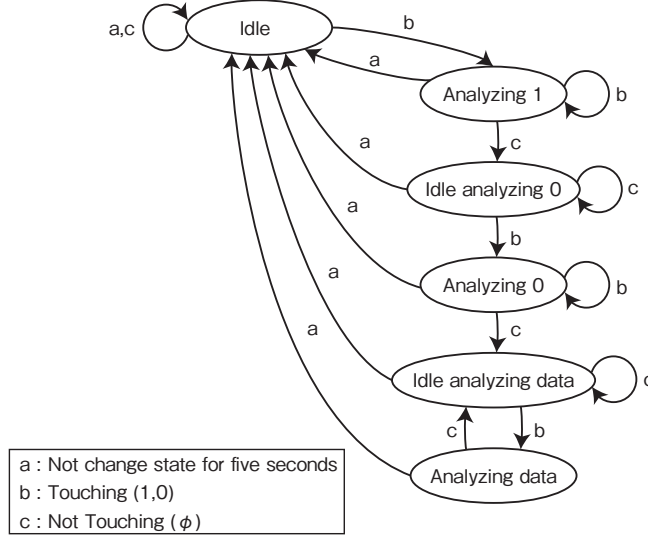 Idle
a,c
b
a
Analyzing 1
b
c
a
Idle analyzing 0
c
b
a
Analyzing 0
b
c
a
Idle analyzing data
a
c
b
Analyzing data
a : Not change state for five seconds
b : Touching (1,0)
c : Not Touching (ϕ)